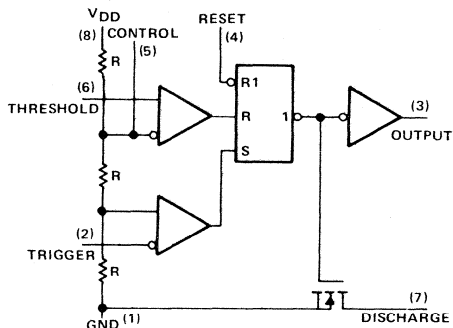 VDD
(8)
CONTROL
(5)
RESET
(4)
R
(6)
THRESHOLD
R1
R
S
1
(3)
OUTPUT
R
(2)
TRIGGER
R
(7)
DISCHARGE
GND (1)